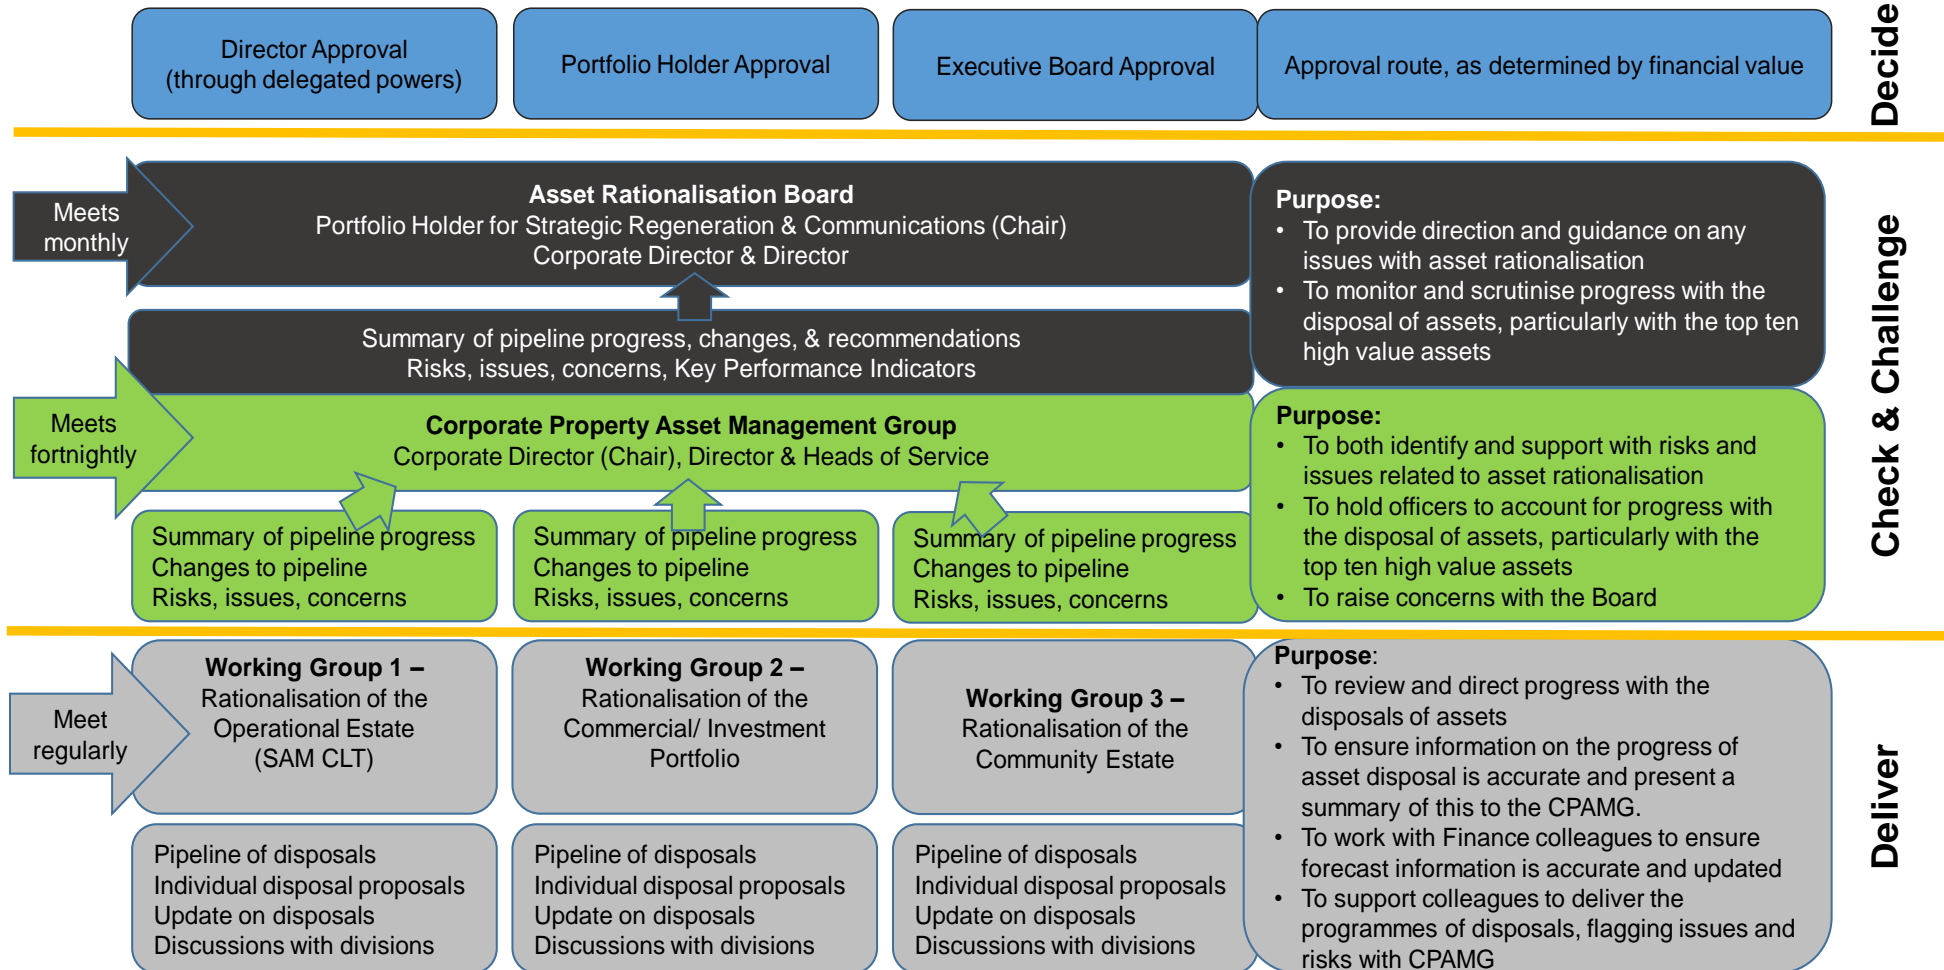 Director Approval
(through delegated powers)
Portfolio Holder Approval
Executive Board Approval
Approval route, as determined by financial value
Decide
Meets
monthly
Asset Rationalisation Board
Portfolio Holder for Strategic Regeneration & Communications (Chair)
Corporate Director & Director
Summary of pipeline progress, changes, & recommendations
Risks, issues, concerns, Key Performance Indicators
Purpose:
• To provide direction and guidance on any
issues with asset rationalisation
• To monitor and scrutinise progress with the
disposal of assets, particularly with the top ten
high value assets
Check & Challenge
Meets
fortnightly
Corporate Property Asset Management Group
Corporate Director (Chair), Director & Heads of Service
Summary of pipeline progress
Changes to pipeline
Risks, issues, concerns
Summary of pipeline progress
Changes to pipeline
Risks, issues, concerns
Summary of pipeline progress
Changes to pipeline
Risks, issues, concerns
Purpose:
• To both identify and support with risks and
issues related to asset rationalisation
• To hold officers to account for progress with
the disposal of assets, particularly with the
top ten high value assets
• To raise concerns with the Board
Meet
regularly
Working Group 1 –
Rationalisation of the
Operational Estate
(SAM CLT)
Working Group 2 –
Rationalisation of the
Commercial/ Investment
Portfolio
Working Group 3 –
Rationalisation of the
Community Estate
Pipeline of disposals
Individual disposal proposals
Update on disposals
Discussions with divisions
Pipeline of disposals
Individual disposal proposals
Update on disposals
Discussions with divisions
Pipeline of disposals
Individual disposal proposals
Update on disposals
Discussions with divisions
Purpose:
• To review and direct progress with the
disposals of assets
• To ensure information on the progress of
asset disposal is accurate and present a
summary of this to the CPAMG.
• To work with Finance colleagues to ensure
forecast information is accurate and updated
• To support colleagues to deliver the
programmes of disposals, flagging issues and
risks with CPAMG
Deliver